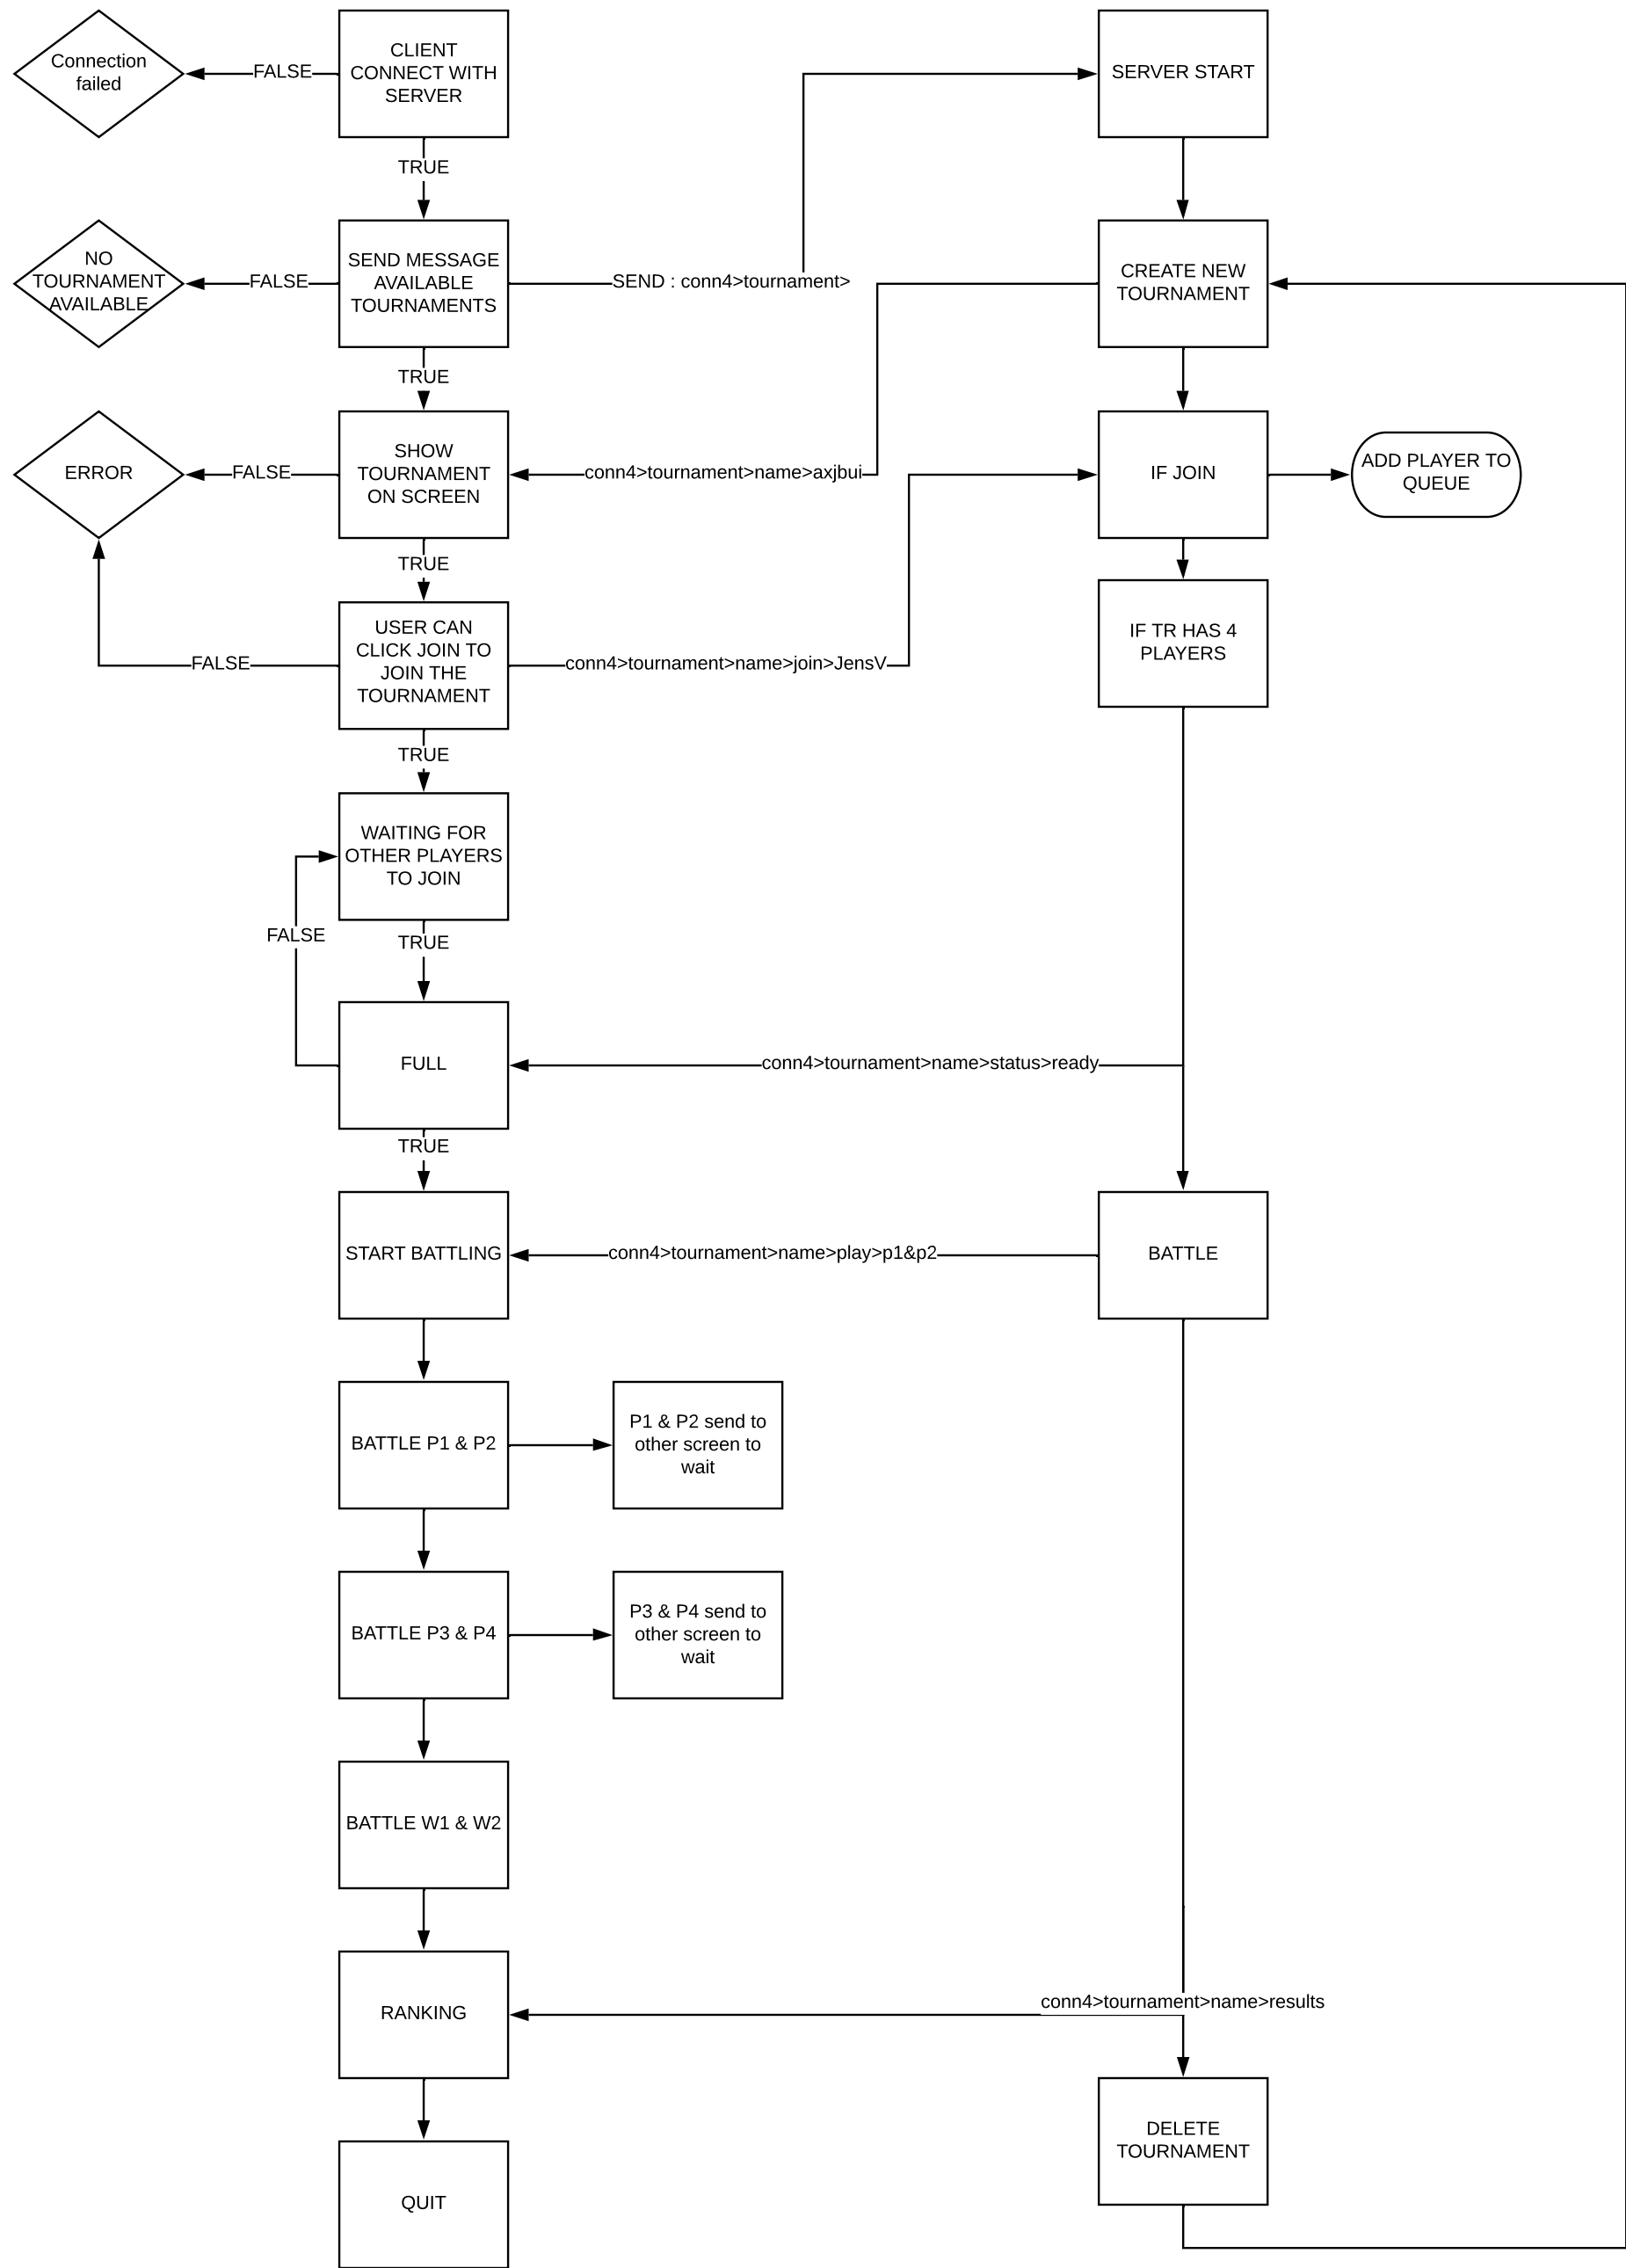 Connection
failed
FALSE
CLIENT
CONNECT WITH
SERVER
SERVER START
TRUE
NO
TOURNAMENT
AVAILABLE
FALSE
SEND MESSAGE
AVAILABLE
TOURNAMENTS
SEND : conn4>tournament>
CREATE NEW
TOURNAMENT
TRUE
ERROR
FALSE
SHOW
TOURNAMENT
ON SCREEN
conn4>tournament>name>axjbui
IF JOIN
ADD PLAYER TO
QUEUE
TRUE
FALSE
USER CAN
CLICK JOIN TO
JOIN THE
TOURNAMENT
conn4>tournament>name>join>JensV
IF TR HAS 4
PLAYERS
TRUE
WAITING FOR
OTHER PLAYERS
TO JOIN
FALSE
TRUE
FULL
conn4>tournament>name>status>ready
TRUE
START BATTLING
conn4>tournament>name>play>p1&p2
BATTLE
BATTLE P1 & P2
P1 & P2 send to
other screen to
wait
BATTLE P3 & P4
P3 & P4 send to
other screen to
wait
BATTLE W1 & W2
RANKING
conn4>tournament>name>results
DELETE
TOURNAMENT
QUIT